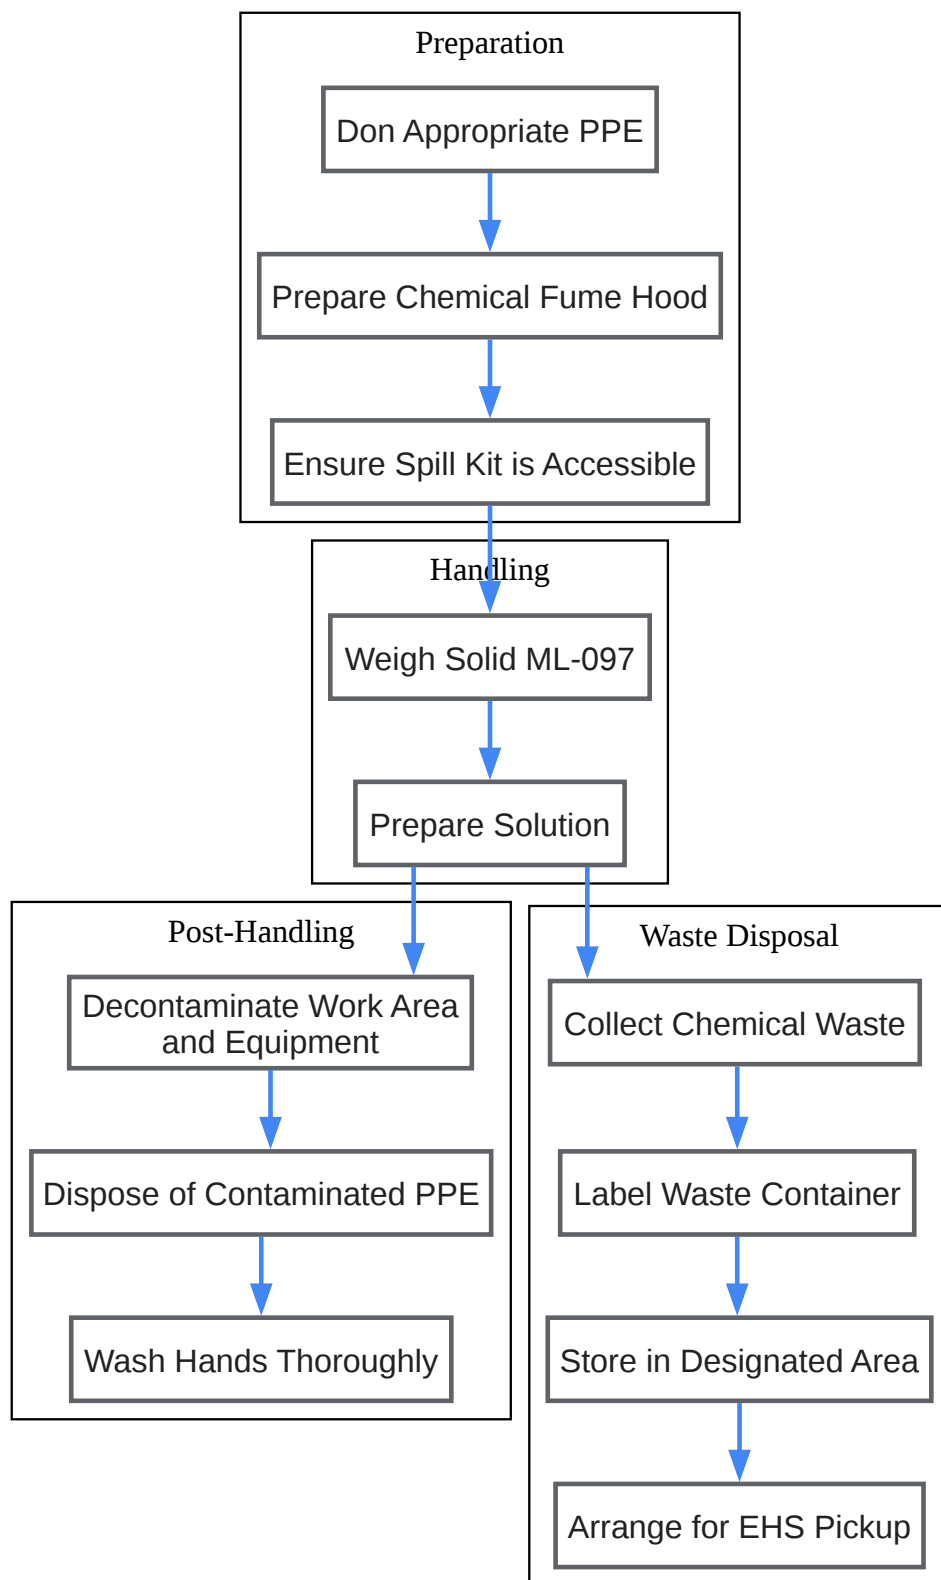 Preparation
Don Appropriate PPE
Prepare Chemical Fume Hood
Ensure Spill Kit is Accessible
Handling
Weigh Solid ML-097
Prepare Solution
Post-Handling
Decontaminate Work Area
and Equipment
Dispose of Contaminated PPE
Wash Hands Thoroughly
Waste Disposal
Collect Chemical Waste
Label Waste Container
Store in Designated Area
Arrange for EHS Pickup